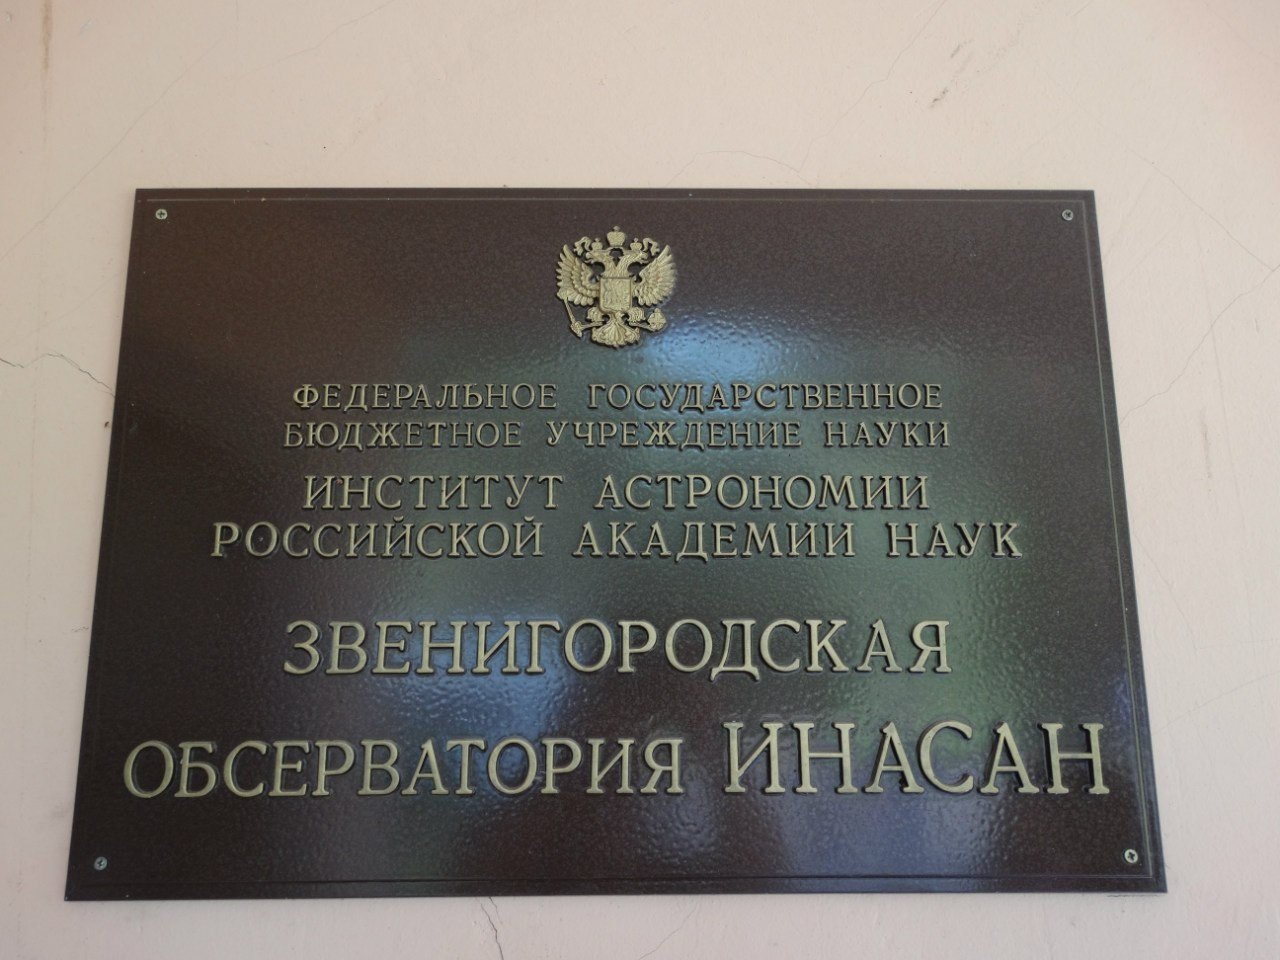 ФЕДЕРАЛЬНОЕ ГОСУДАРСТВЕННОЕ
БЮДЖЕТНОЕ УЧРЕЖДЕНИЕ НАУКИ
ИНСТИТУТ АСТРОНОМИИ
РОССИЙСКОЙ АКАДЕМИИ НАУК
ЗВЕНИГОРОДСКАЯ
ОБСЕРВАТОРИЯ ИНАСАН